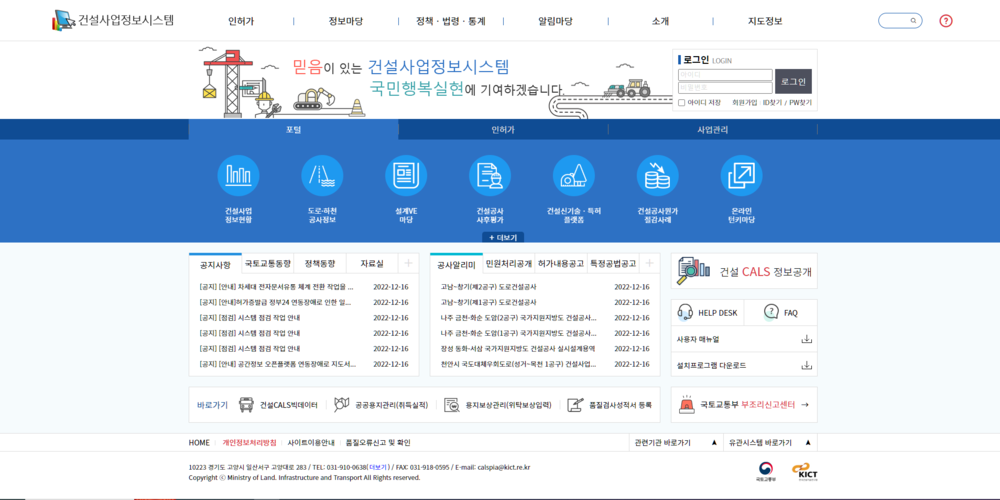 건설사업정보시스템
인허가
정보마당
정책 · 법령 · 통계
알림마당
소개
지도정보
믿음이 있는 건설사업정보시스템
국민행복실현에 기여하겠습니다.
로그인 LOGIN
아이디
비밀번호
로그인
아이디 저장
회원가입 · ID찾기 / PW찾기
포털
인허가
사업관리
건설사업
정보현황
도로·하천
공사정보
설계VE
마당
건설공사
사후평가
건설신기술 · 특허
플랫폼
건설공사원가
절감사례
온라인
턴키마당
+ 더보기
공지사항 국토교통동향 정책동향 자료실
[공지] [안내] 차세대 전자문서유통 체계 전환 작업을 ... 2022-12-16
[공지] [안내]허가증발급 정부24 연동장애로 인한 일... 2022-12-16
[공지] [점검] 시스템 점검 작업 안내 2022-12-16
[공지] [점검] 시스템 점검 작업 안내 2022-12-16
[공지] [점검] 시스템 점검 작업 안내 2022-12-16
[공지] [안내] 공간정보 오픈플랫폼 연동장애로 지도서... 2022-12-16
공사알리미 민원처리공개 허가내용공고 특정공법공고
고남~창기(제2공구) 도로건설공사 2022-12-16
고남~창기(제1공구) 도로건설공사 2022-12-16
나주 금천-화순 도암(2공구) 국가지원지방도 건설공사... 2022-12-16
나주 금천-화순 도암(1공구) 국가지원지방도 건설공사... 2022-12-16
장성 동화-서삼 국가지원지방도 건설공사 실시설계용역 2022-12-16
천안시 국도대체우회도로(성거~목천 1공구) 건설사업... 2022-12-16
건설 CALS 정보공개
HELP DESK
FAQ
사용자 매뉴얼
설치프로그램 다운로드
바로가기
건설CALS빅데이터
공공용지관리(취득실적)
용지보상관리(위탁보상입력)
품질검사성적서 등록
국토교통부 부조리신고센터 →
HOME 개인정보처리방침 사이트이용안내 품질오류신고 및 확인
관련기관 바로가기 ▲
유관시스템 바로가기 ▲
10223 경기도 고양시 일산서구 고양대로 283 / TEL: 031-910-0638(더보기) / FAX: 031-918-0595 / E-mail: calspia@kict.re.kr
Copyright ⓒ Ministry of Land. Infrastructure and Transport All Rights reserved.
국토교통부
KICT